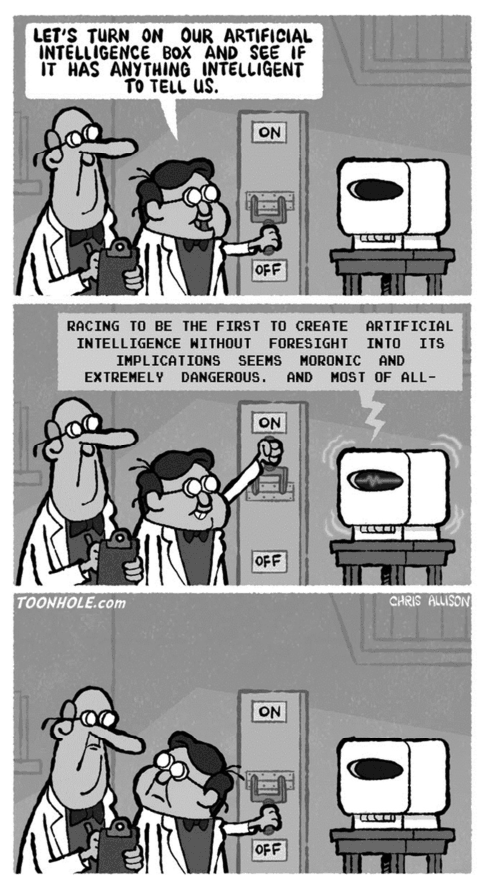 LET'S TURN ON OUR ARTIFICIAL
INTELLIGENCE BOX AND SEE IF
IT HAS ANYTHING INTELLIGENT
TO TELL US.
ON
OFF
RACING TO BE THE FIRST TO CREATE ARTIFICIAL
INTELLIGENCE WITHOUT FORESIGHT INTO ITS
IMPLICATIONS SEEMS MORONIC AND
EXTREMELY DANGEROUS. AND MOST OF ALL-
ON
OFF
TOONHOLE.com
CHRIS ALLISON
ON
OFF